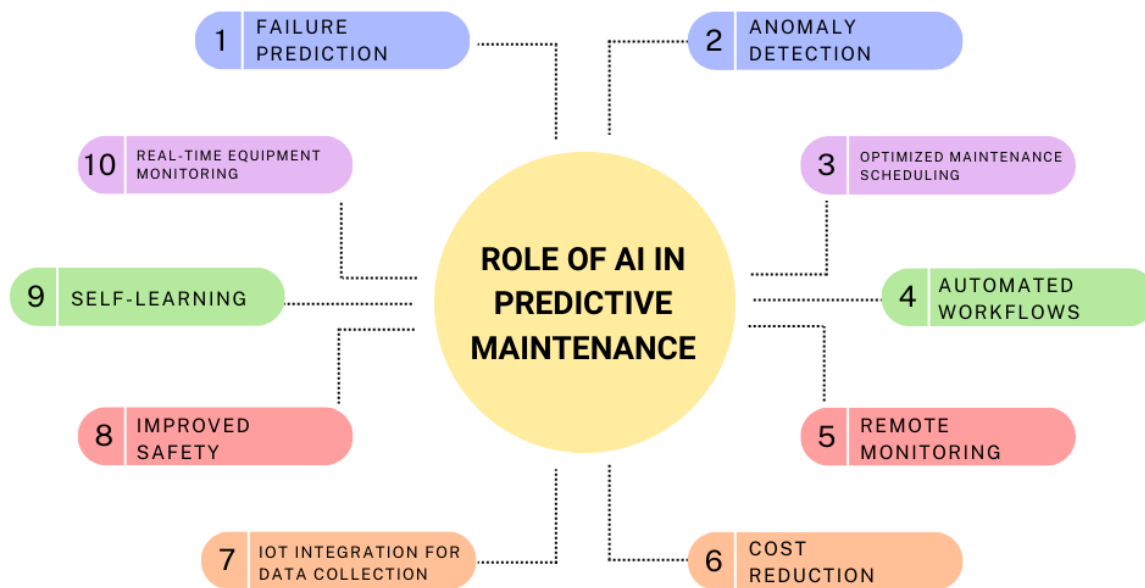 1
FAILURE
PREDICTION
2
ANOMALY
DETECTION
10
REAL-TIME EQUIPMENT
MONITORING
3
OPTIMIZED MAINTENANCE
SCHEDULING
ROLE OF AI IN
PREDICTIVE
MAINTENANCE
9
SELF-LEARNING
4
AUTOMATED
WORKFLOWS
8
IMPROVED
SAFETY
5
REMOTE
MONITORING
7
IOT INTEGRATION FOR
DATA COLLECTION
6
COST
REDUCTION